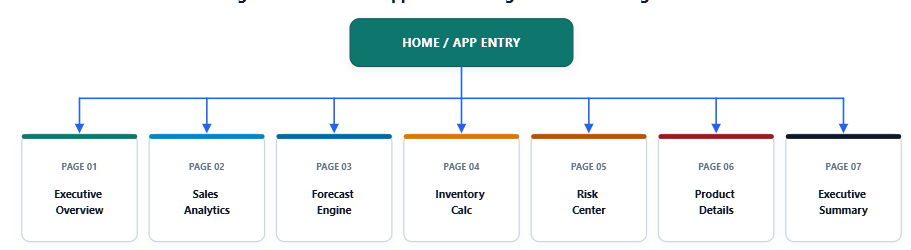 HOME / APP ENTRY
PAGE 01
Executive
Overview
PAGE 02
Sales
Analytics
PAGE 03
Forecast
Engine
PAGE 04
Inventory
Calc
PAGE 05
Risk
Center
PAGE 06
Product
Details
PAGE 07
Executive
Summary